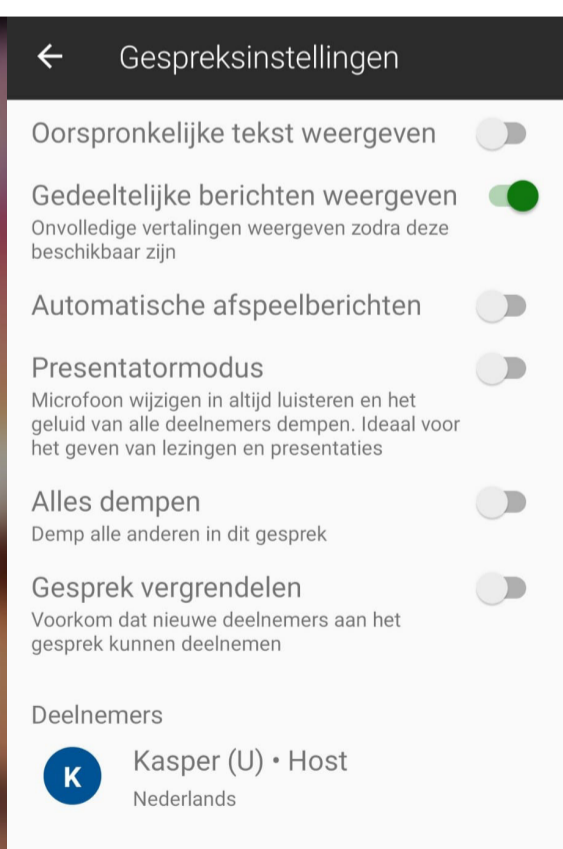 Gespreksinstellingen
Oorspronkelijke tekst weergeven
Gedeeltelijke berichten weergeven
Onvolledige vertalingen weergeven zodra deze
beschikbaar zijn
Automatische afspeelberichten
Presentatormodus
Microfoon wijzigen in altijd luisteren en het
geluid van alle deelnemers dempen. Ideaal voor
het geven van lezingen en presentaties
Alles dempen
Demp alle anderen in dit gesprek
Gesprek vergrendelen
Voorkom dat nieuwe deelnemers aan het
gesprek kunnen deelnemen
Deelnemers
K
Kasper (U) • Host
Nederlands